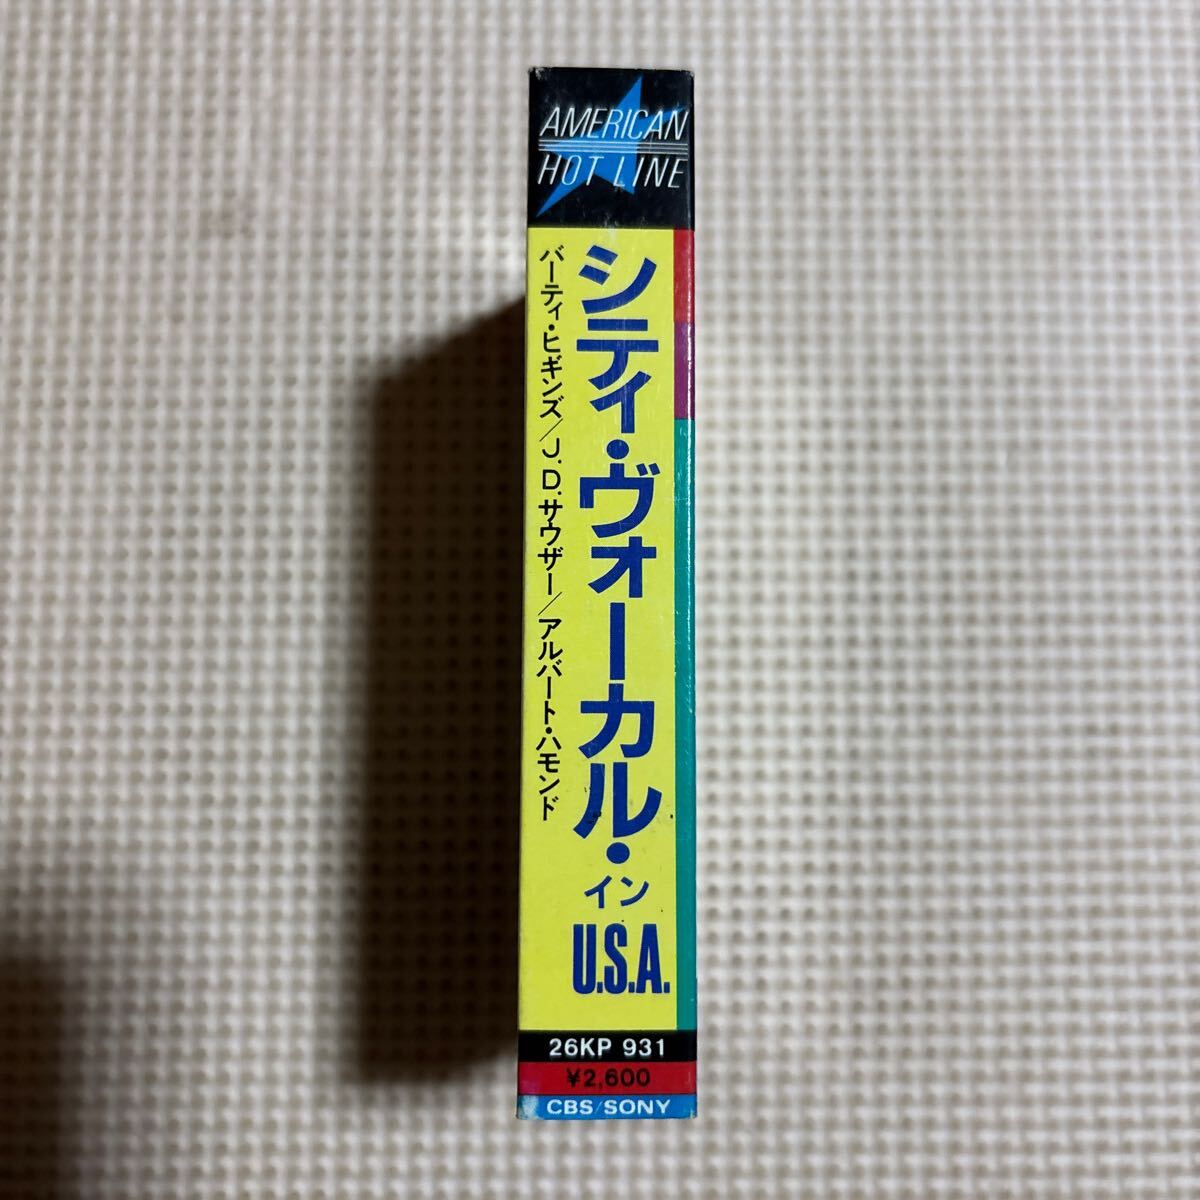 AMERICAN
HOT LINE
シティ・ヴォーカル・イン U.S.A.
バーティ・ヒギンズ/J.D.サウザー/アルバート・ハモンド
26KP 931
¥2,600
CBS/SONY